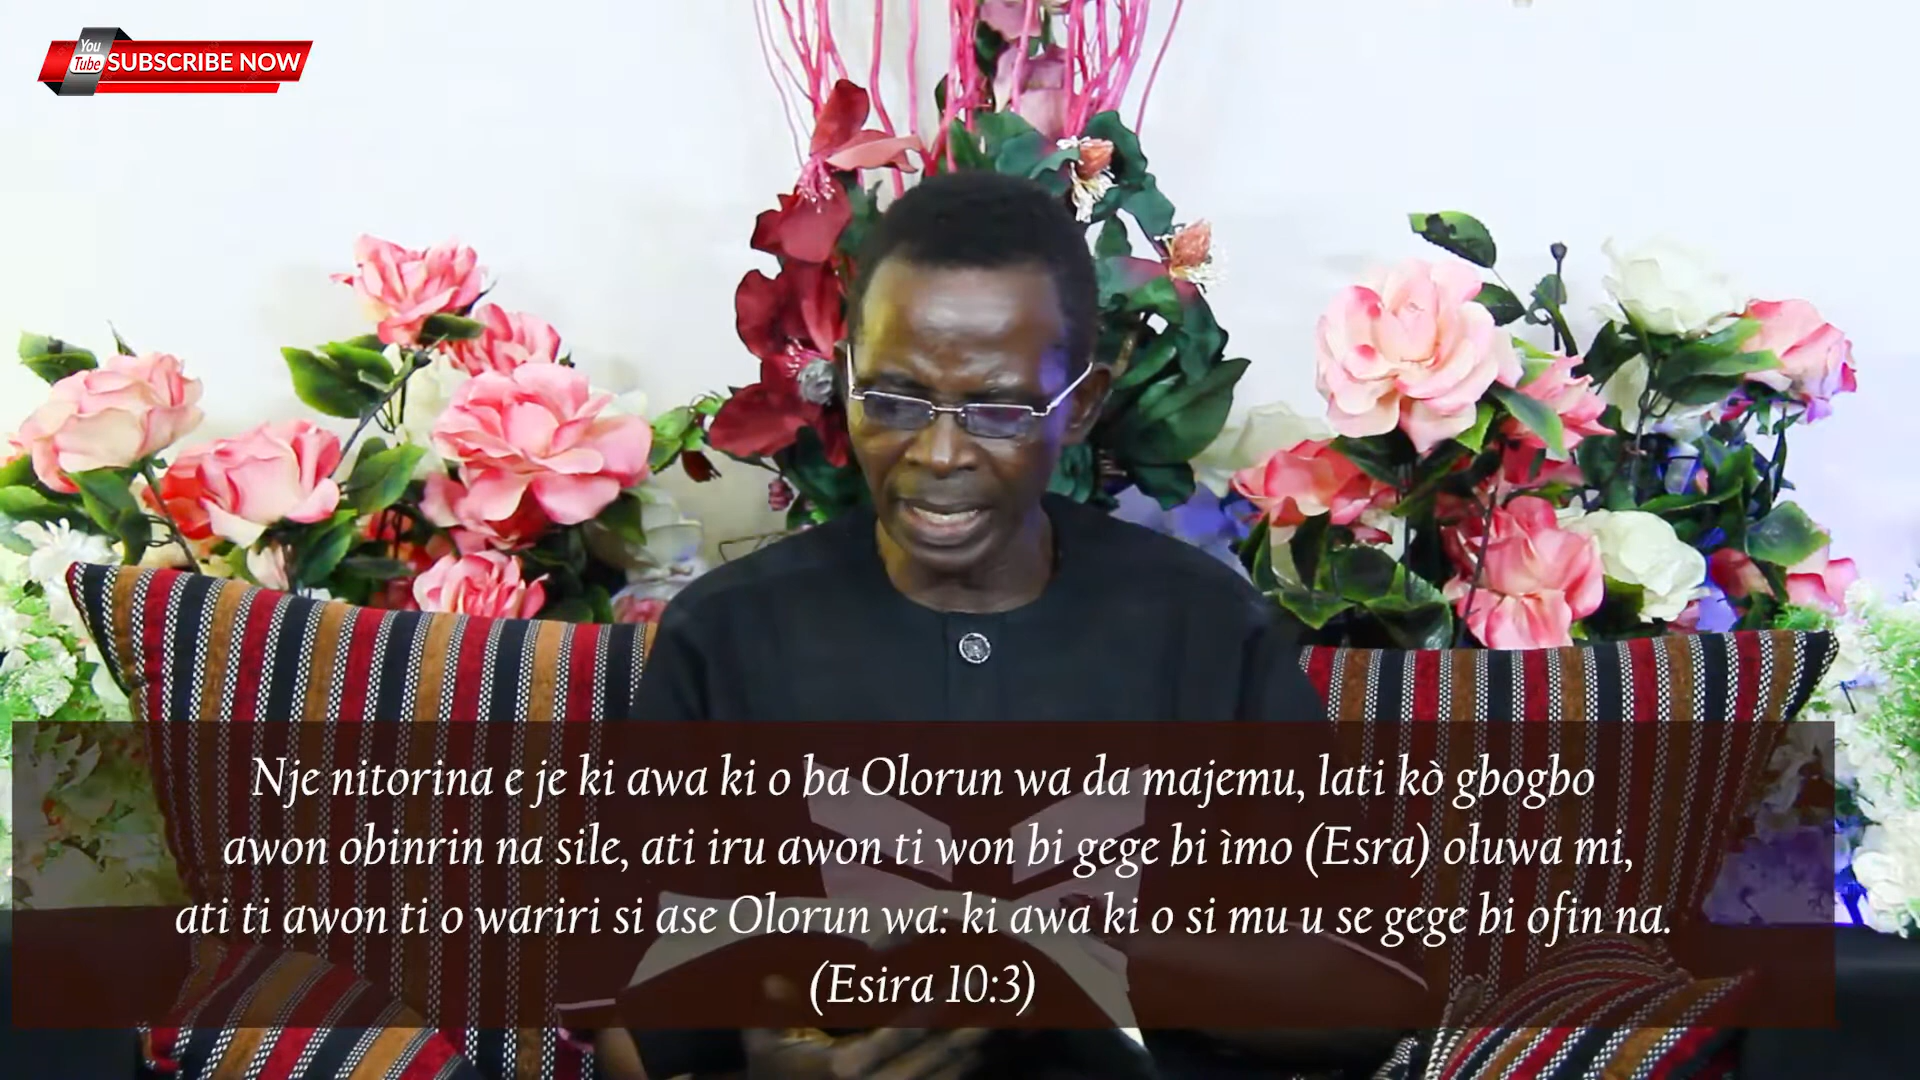 You
Tube
SUBSCRIBE NOW
Nje nitorina e je ki awa ki o ba Olorun wa da majemu, lati kò gbogbo
awon obinrin na sile, ati iru awon ti won bi gege bi ìmo (Esra) oluwa mi,
ati ti awon ti o wariri si ase Olorun wa: ki awa ki o si mu u se gege bi ofin na.
(Esira 10:3)